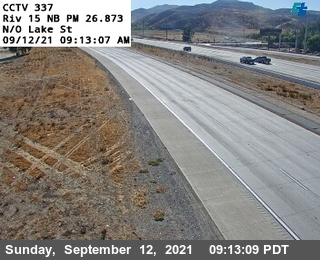 CCTV 337
Riv 15 NB PM 26.873
N/O Lake St
09/12/21 09:13:07 AM
Sunday, September 12, 2021 09:13:09 PDT